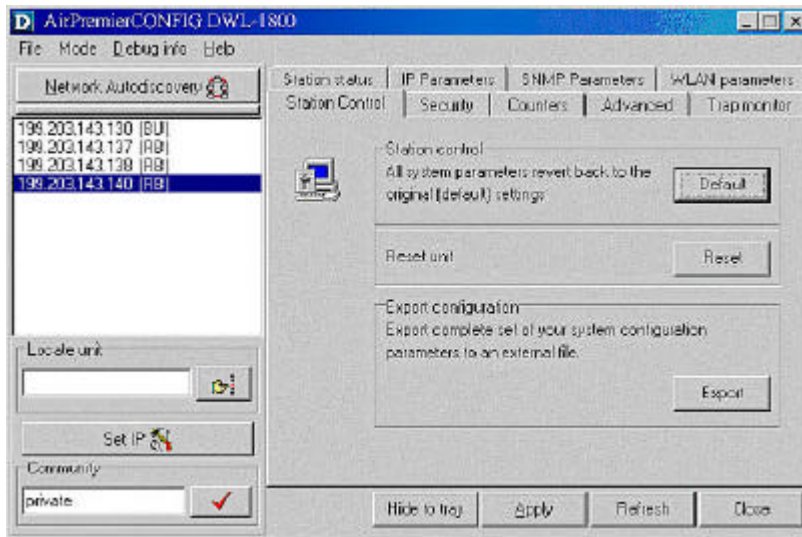 AirPremierCONFIG DWL-1800
File Mode Debug info Help
Network Autodiscovery
199.203.143.130 |BU|
199.203.143.137 |RB|
199.203.143.138 |RB|
199.203.143.140 |RB|
Locate unit
Set IP
Community
private
Station status IP Parameters SNMP Parameters WLAN parameters
Station Control Security Counters Advanced Trap monitor
Station control
All system parameters revert back to the
original (default) settings
Default
Reset unit
Reset
Export configuration
Export complete set of your system configuration
parameters to an external file.
Export
Hide to tray Apply Refresh Close